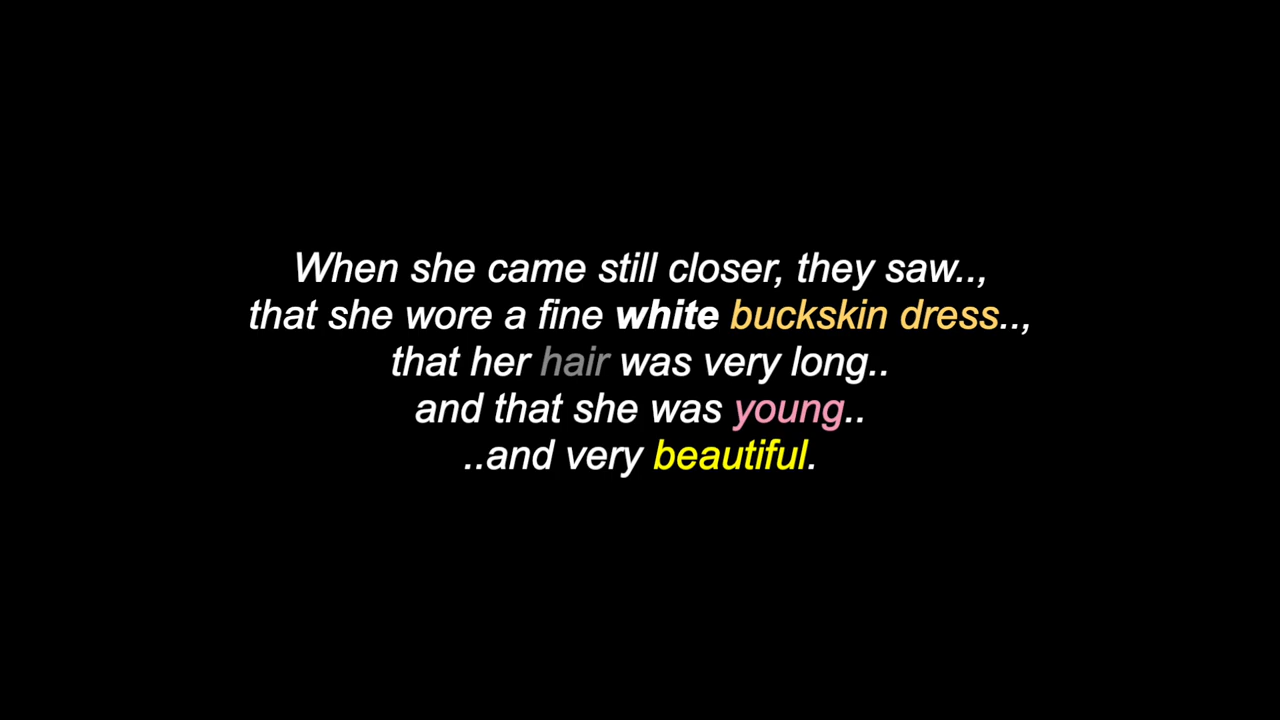 When she came still closer, they saw..,
that she wore a fine white buckskin dress..,
that her hair was very long..
and that she was young..
..and very beautiful.